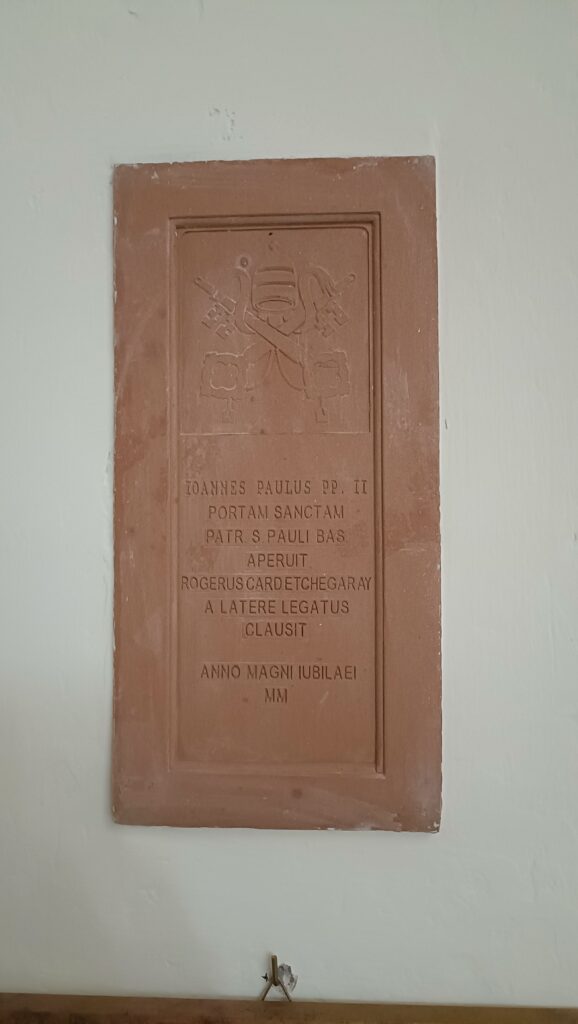 IOANNES PAULUS PP. II
PORTAM SANCTAM
PATR. S. PAULI BAS.
APERUIT
ROGERUS CARD ETCHEGARAY
A LATERE LEGATUS
CLAUSIT
ANNO MAGNI IUBILAEI
MM